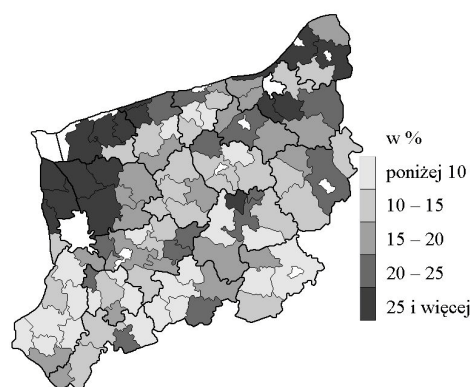 w %
poniżej 10
10 – 15
15 – 20
20 – 25
25 i więcej